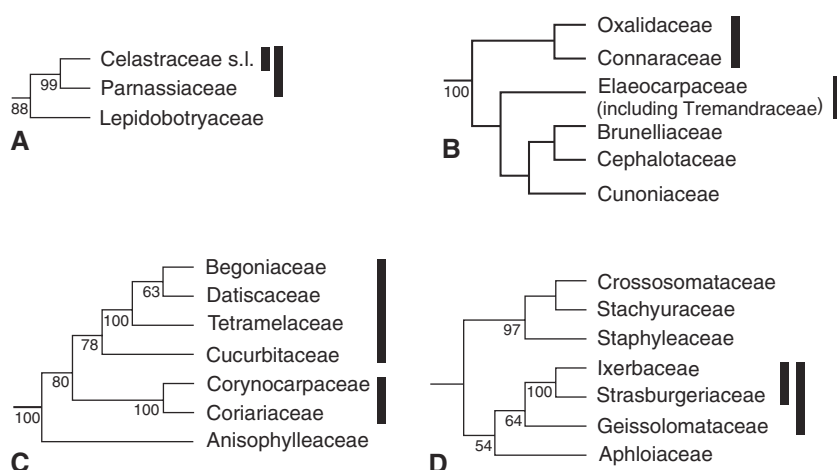 Celastraceae s.l.
99
Parnassiaceae
88
Lepidobotryaceae
A
Oxalidaceae
Connaraceae
100
Elaeocarpaceae
(including Tremandraceae)
Brunelliaceae
B
Cephalotaceae
Cunoniaceae
Begoniaceae
63
Datiscaceae
100
Tetramelaceae
78
Cucurbitaceae
80
Corynocarpaceae
100
Coriariaceae
100
Anisophylleaceae
C
Crossosomataceae
Stachyuraceae
97
Staphyleaceae
Ixerbaceae
100
Strasburgeriaceae
64
Geissolomataceae
54
Aphloiaceae
D